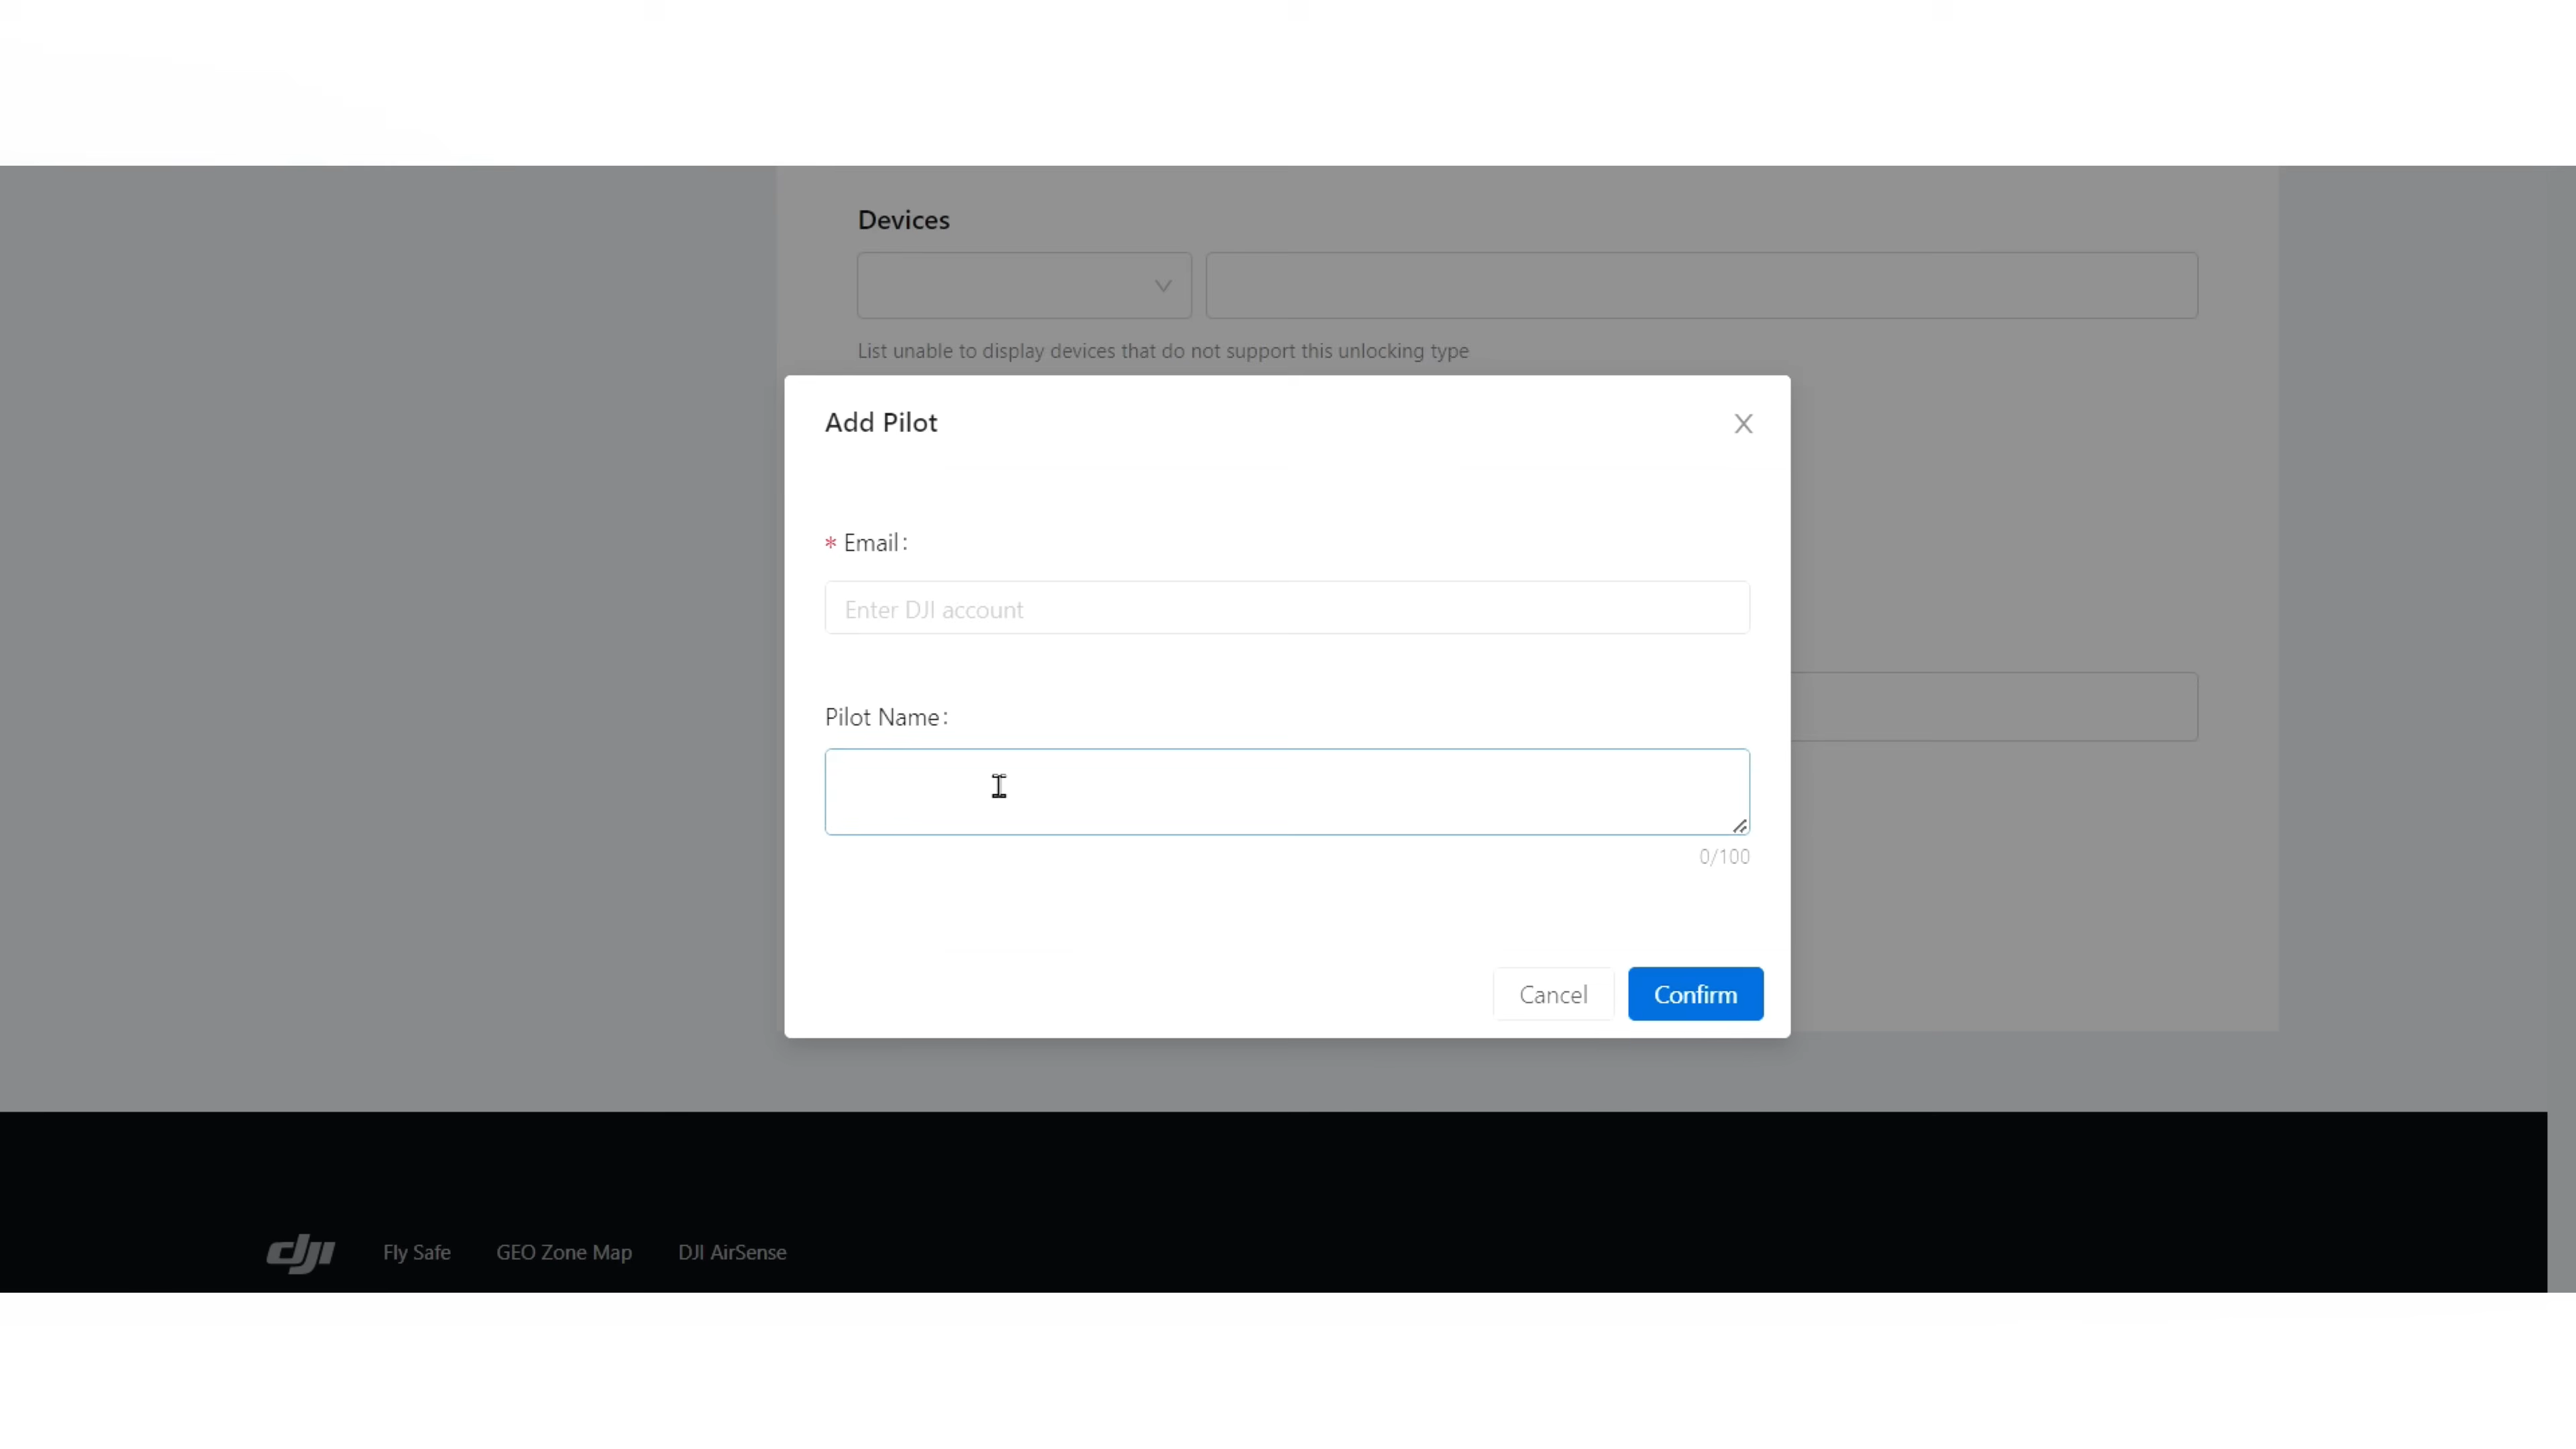 Devices
List unable to display devices that do not support this unlocking type
Add Pilot
* Email:
Enter DJI account
Pilot Name:
0/100
Cancel Confirm
dji Fly Safe GEO Zone Map DJI AirSense